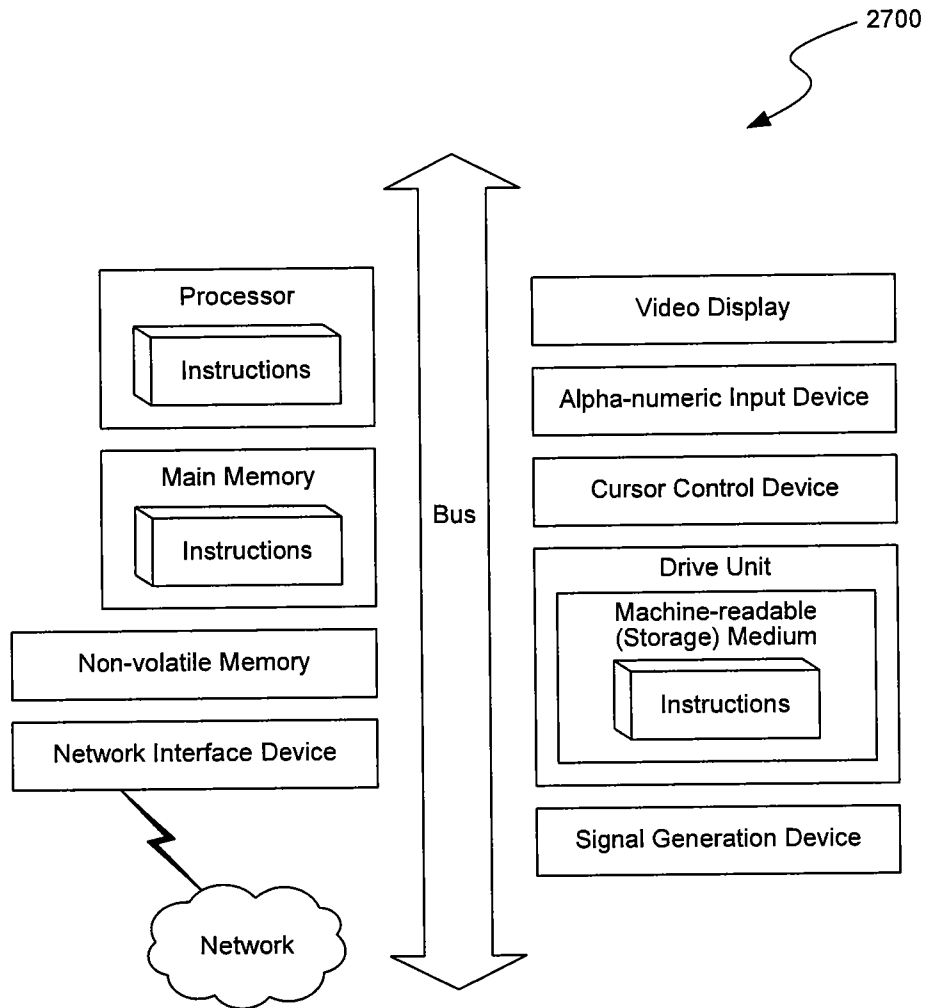 2700
Processor
Instructions
Main Memory
Instructions
Non-volatile Memory
Network Interface Device
Network
Bus
Video Display
Alpha-numeric Input Device
Cursor Control Device
Drive Unit
Machine-readable
(Storage) Medium
Instructions
Signal Generation Device